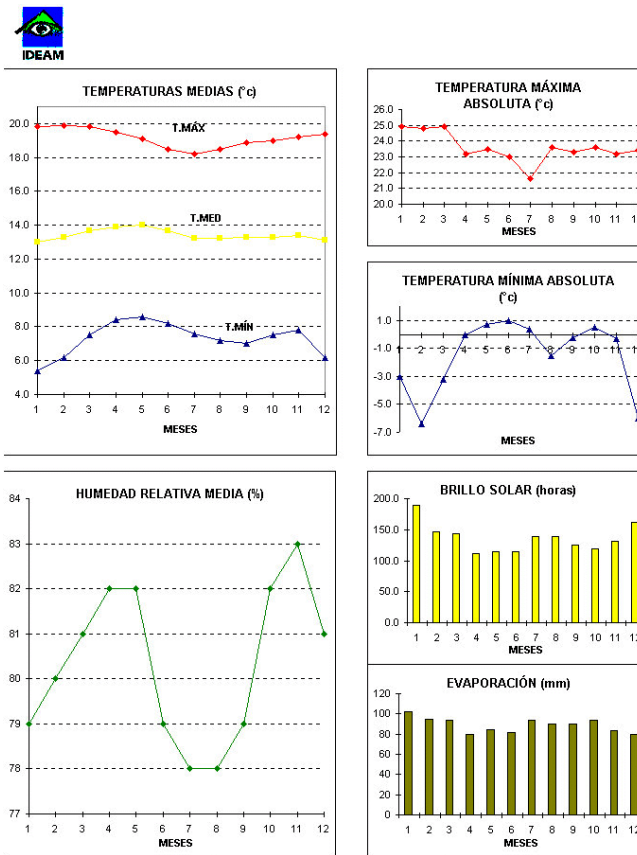 IDEAM
TEMPERATURAS MEDIAS (°c)
T.MÁX
20.0
18.0
16.0
T.MED
14.0
12.0
10.0
T.MÍN
8.0
6.0
4.0
1 2 3 4 5 6 7 8 9 10 11 12
MESES
TEMPERATURA MÁXIMA
ABSOLUTA (°c)
26.0
25.0
24.0
23.0
22.0
21.0
20.0
1 2 3 4 5 6 7 8 9 10 11 12
MESES
TEMPERATURA MÍNIMA ABSOLUTA
(°c)
1.0
1 2 3 4 5 6 7 8 9 10 11 12
-1.0
-3.0
-5.0
-7.0
MESES
HUMEDAD RELATIVA MEDIA (%)
84
83
82
81
80
79
78
77
1 2 3 4 5 6 7 8 9 10 11 12
MESES
BRILLO SOLAR (horas)
200.0
150.0
100.0
50.0
0.0
1 2 3 4 5 6 7 8 9 10 11 12
MESES
EVAPORACIÓN (mm)
120
100
80
60
40
20
0
1 2 3 4 5 6 7 8 9 10 11 12
MESES